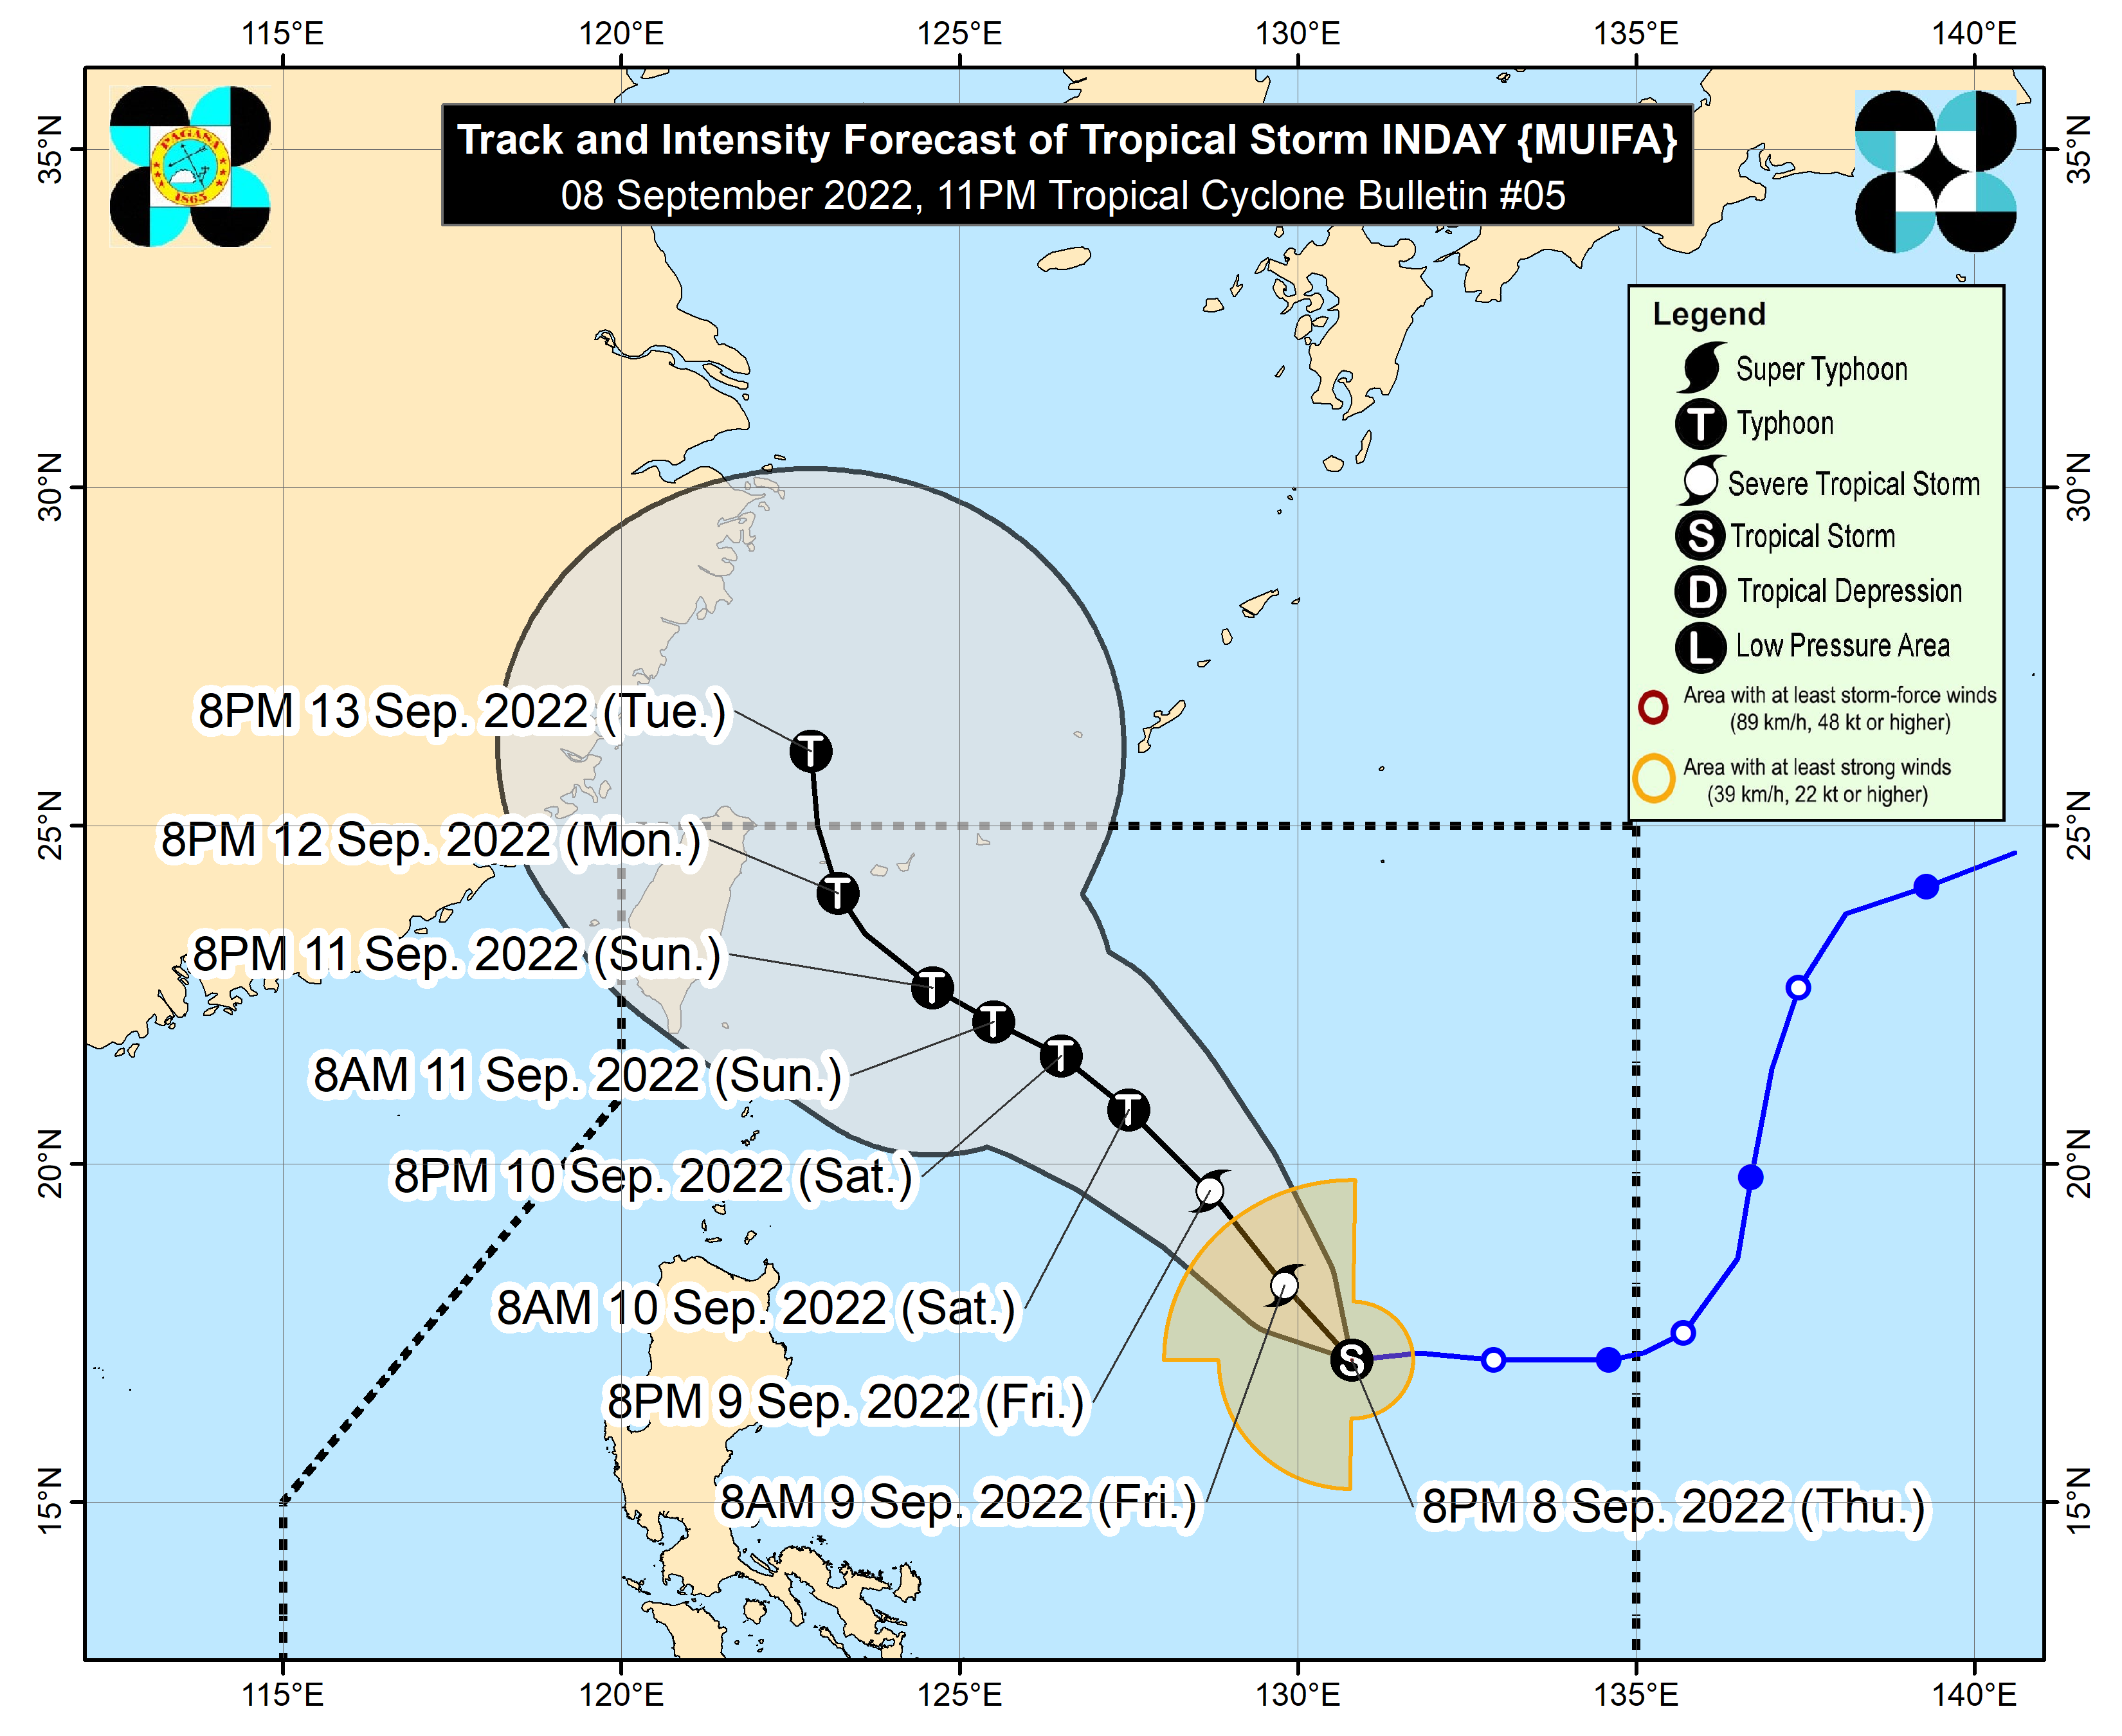 115°E 120°E 125°E 130°E 135°E 140°E
PAGASA
1865
Track and Intensity Forecast of Tropical Storm INDAY {MUIFA}
08 September 2022, 11PM Tropical Cyclone Bulletin #05
35°N 35°N
Legend
Super Typhoon
T Typhoon
Severe Tropical Storm
S Tropical Storm
D Tropical Depression
L Low Pressure Area
Area with at least storm-force winds
(89 km/h, 48 kt or higher)
Area with at least strong winds
(39 km/h, 22 kt or higher)
30°N 30°N
8PM 13 Sep. 2022 (Tue.)
T
25°N 25°N
8PM 12 Sep. 2022 (Mon.)
T
8PM 11 Sep. 2022 (Sun.)
T
8AM 11 Sep. 2022 (Sun.)
T
8PM 10 Sep. 2022 (Sat.)
T
20°N 20°N
8AM 10 Sep. 2022 (Sat.)
T
8PM 9 Sep. 2022 (Fri.)
8AM 9 Sep. 2022 (Fri.)
S
8PM 8 Sep. 2022 (Thu.)
15°N 15°N
115°E 120°E 125°E 130°E 135°E 140°E